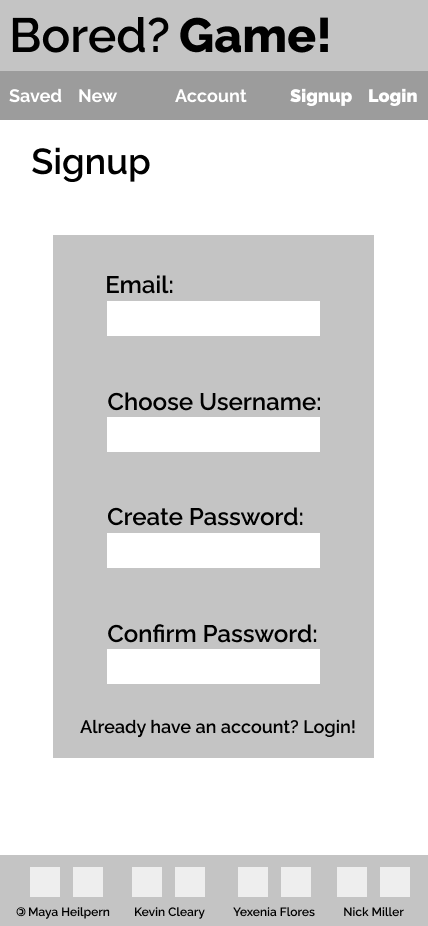 Bored? Game!
Saved New Account Signup Login
Signup
Email:
Choose Username:
Create Password:
Confirm Password:
Already have an account? Login!
Maya Heilpern Kevin Cleary Yexenia Flores Nick Miller